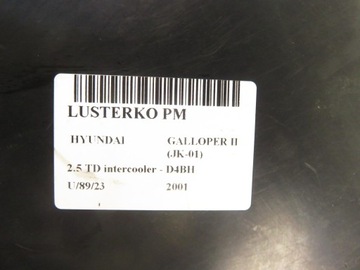 LUSTERKO PM
HYUNDAI GALLOPER II
(JK-01)
2.5 TD intercooler - D4BH
U/89/23 2001